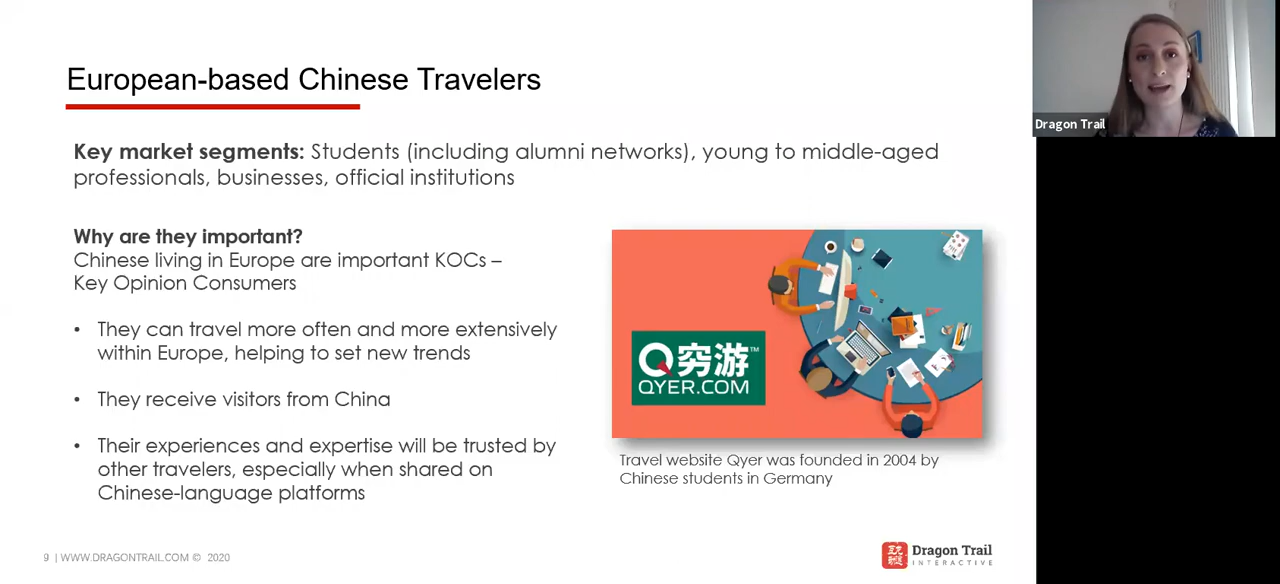 European-based Chinese Travelers
Key market segments: Students (including alumni networks), young to middle-aged
professionals, businesses, official institutions
Why are they important?
Chinese living in Europe are important KOCs –
Key Opinion Consumers
• They can travel more often and more extensively
within Europe, helping to set new trends
• They receive visitors from China
• Their experiences and expertise will be trusted by
other travelers, especially when shared on
Chinese-language platforms
穷游™
QYER.COM
Travel website Qyer was founded in 2004 by
Chinese students in Germany
9 | WWW.DRAGONTRAIL.COM © 2020
Dragon Trail
INTERACTIVE
Dragon Trail